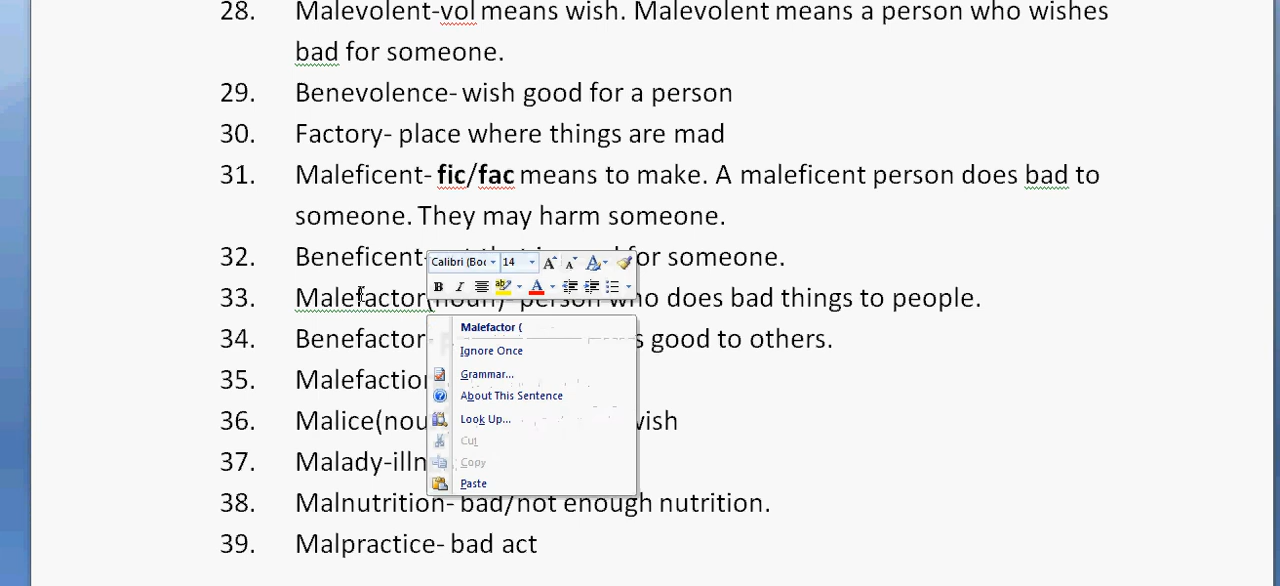 28. Malevolent-vol means wish. Malevolent means a person who wishes
bad for someone.
29. Benevolence- wish good for a person
30. Factory- place where things are mad
31. Maleficent- fic/fac means to make. A maleficent person does bad to
someone. They may harm someone.
32. Beneficent- for someone.
Calibri (Boc 14
33. Malefactor(noun)- person who does bad things to people.
Malefactor (
34. Benefactor- good to others.
Ignore Once
35. Malefaction
Grammar...
About This Sentence
36. Malice(nou wish
Look Up...
Cut
37. Malady-illn
Copy
Paste
38. Malnutrition- bad/not enough nutrition.
39. Malpractice- bad act